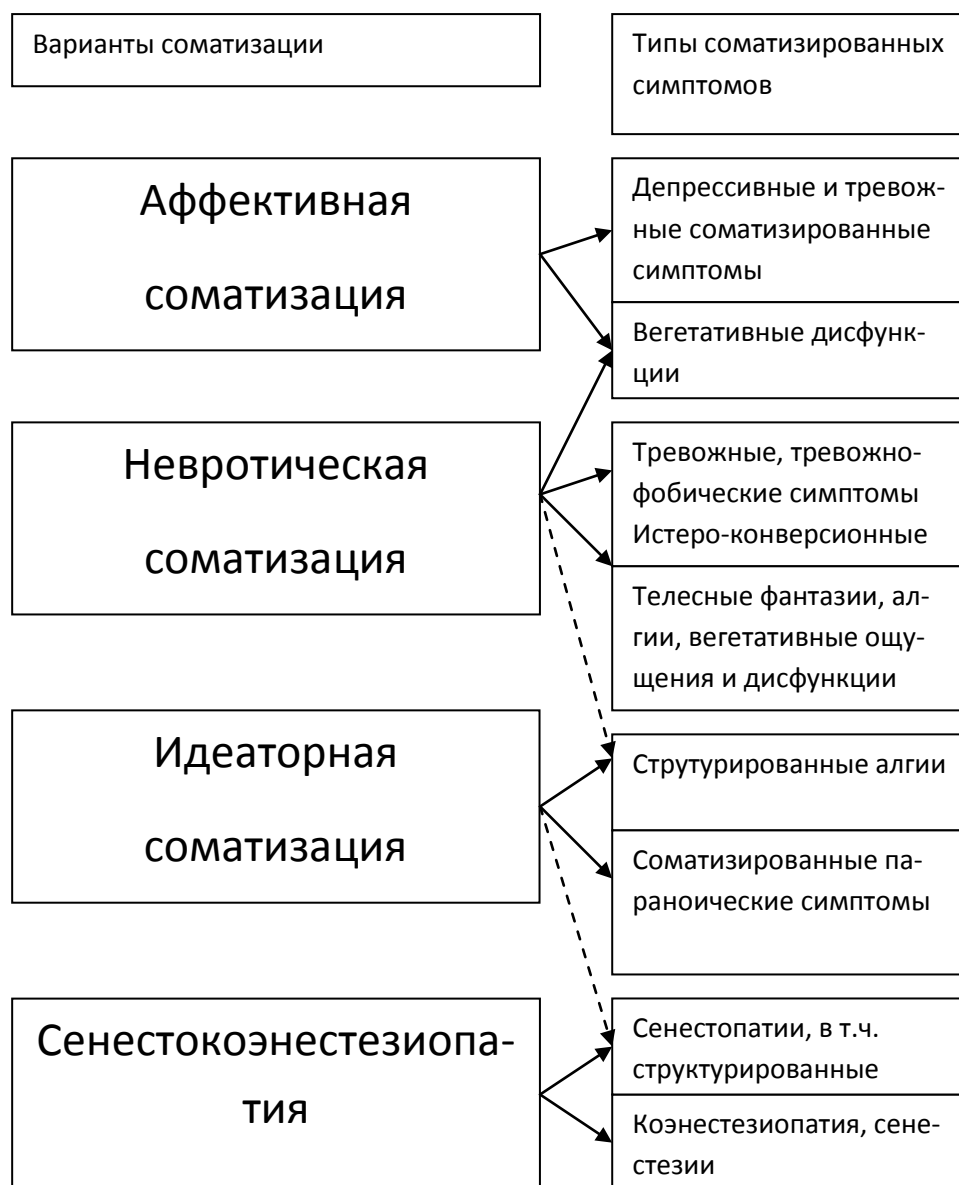 Варианты соматизации
Типы соматизированных
симптомов
Аффективная
соматизация
Депрессивные и тревож-
ные соматизированные
симптомы
Вегетативные дисфунк-
ции
Невротическая
соматизация
Тревожные, тревожно-
фобические симптомы
Истеро-конверсионные
Телесные фантазии, ал-
гии, вегетативные ощу-
щения и дисфункции
Идеаторная
соматизация
Струтурированные алгии
Соматизированные па-
раноические симптомы
Сенестокоэнестезиопа-
тия
Сенестопатии, в т.ч.
структурированные
Коэнестезиопатия, сене-
стезии